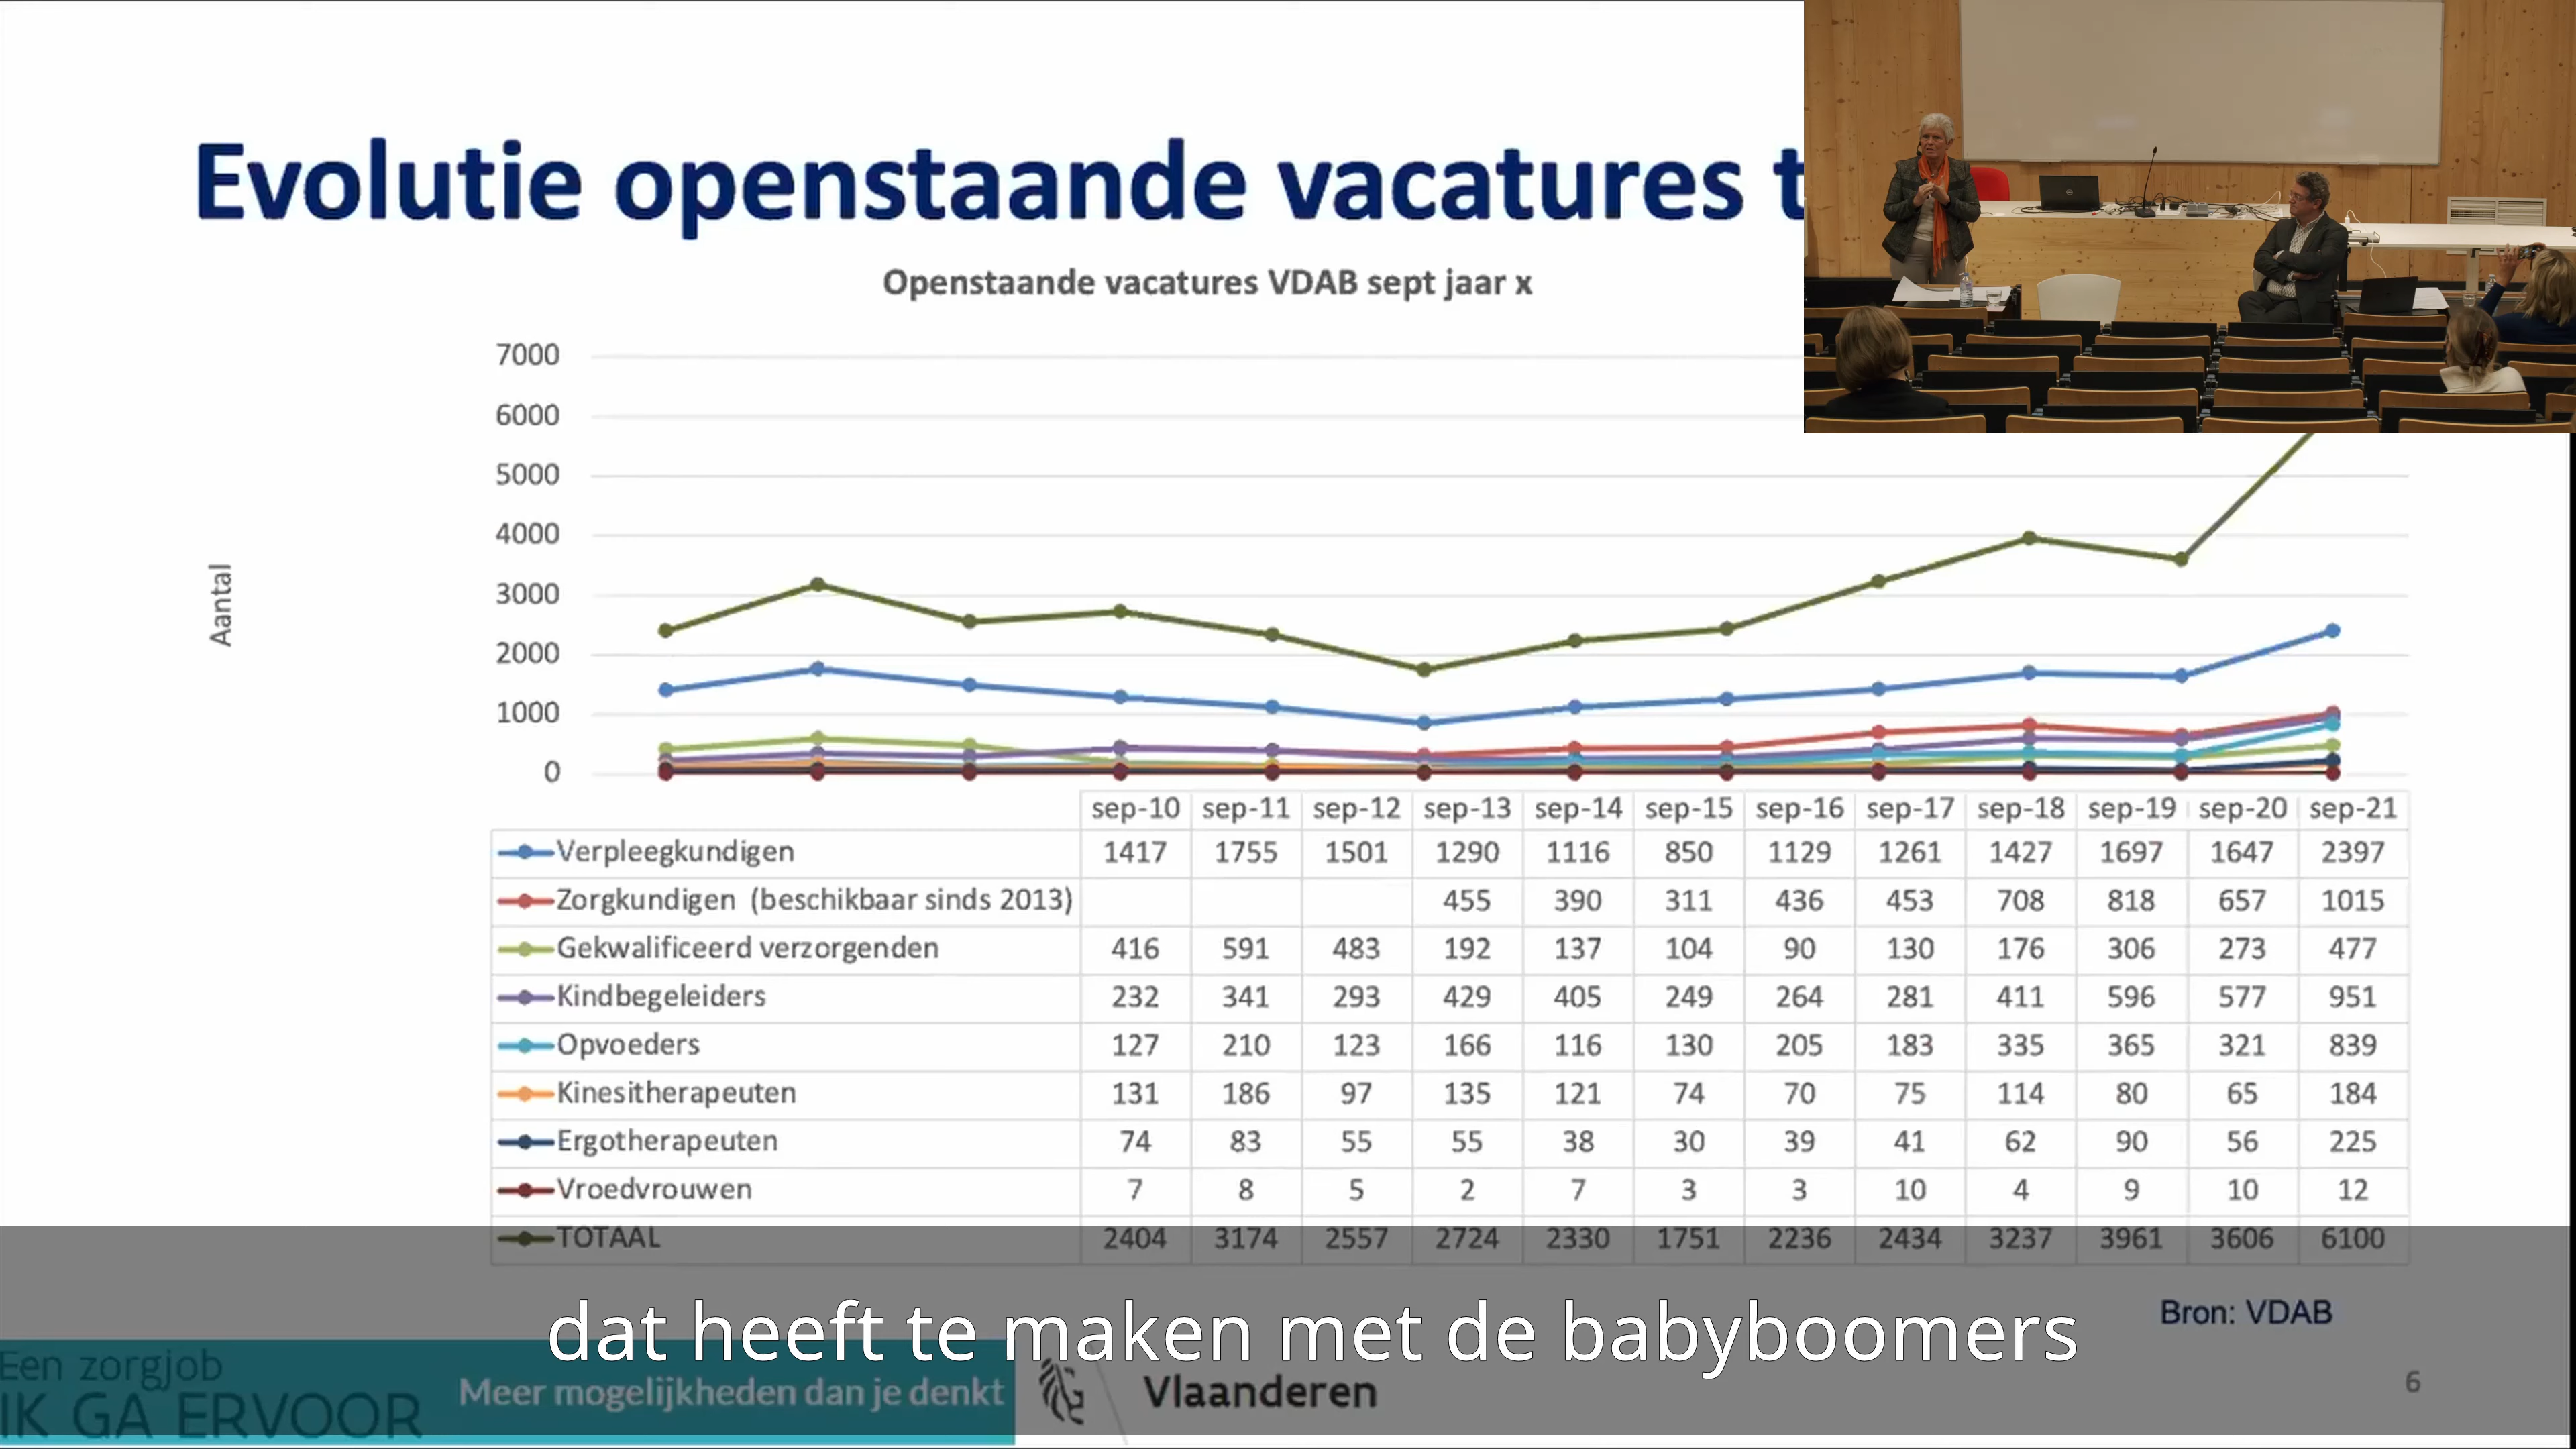 Evolutie openstaande vacatures t
Openstaande vacatures VDAB sept jaar x
7000
6000
5000
4000
3000
2000
1000
0
Aantal
sep-10 sep-11 sep-12 sep-13 sep-14 sep-15 sep-16 sep-17 sep-18 sep-19 sep-20 sep-21
Verpleegkundigen 1417 1755 1501 1290 1116 850 1129 1261 1427 1697 1647 2397
Zorgkundigen (beschikbaar sinds 2013) 455 390 311 436 453 708 818 657 1015
Gekwalificeerd verzorgenden 416 591 483 192 137 104 90 130 176 306 273 477
Kindbegeleiders 232 341 293 429 405 249 264 281 411 596 577 951
Opvoeders 127 210 123 166 116 130 205 183 335 365 321 839
Kinesitherapeuten 131 186 97 135 121 74 70 75 114 80 65 184
Ergotherapeuten 74 83 55 55 38 30 39 41 62 90 56 225
Vroedvrouwen 7 8 5 2 7 3 3 10 4 9 10 12
TOTAAL 2404 3174 2557 2724 2330 1751 2236 2434 3237 3961 3606 6100
Bron: VDAB
dat heeft te maken met de babyboomers
Een zorgjob
IK GA ERVOOR
Meer mogelijkheden dan je denkt
Vlaanderen
6